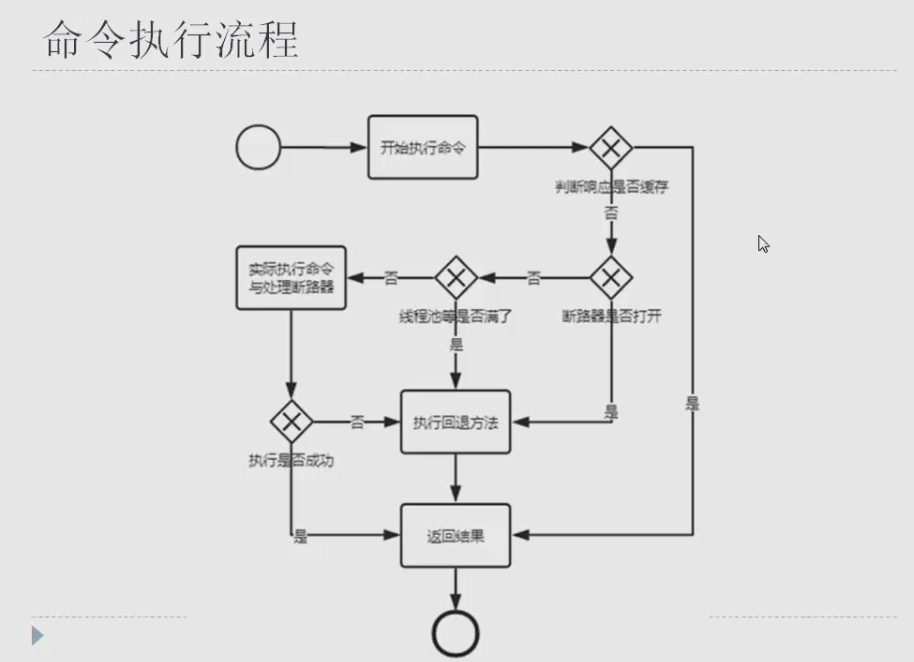 命令执行流程
开始执行命令
判断响应是否缓存
否
实际执行命令
与处理断路器
否
否
线程池等是否满了
断路器是否打开
是
是
是
执行回退方法
否
执行是否成功
是
返回结果